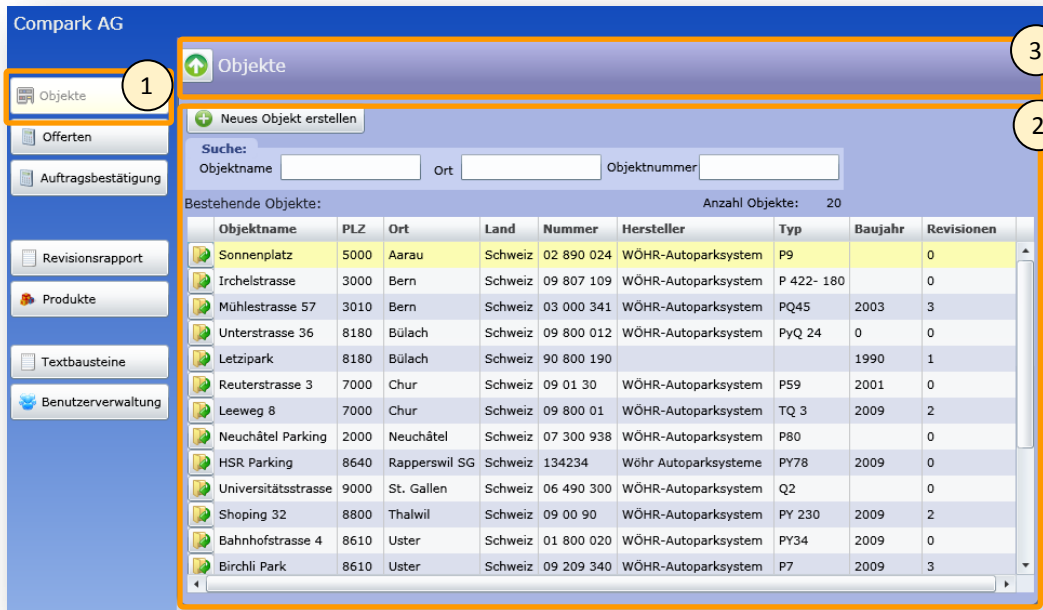 Compark AG
Objekte
1
Offerten
Auftragsbestätigung
Revisionsrapport
Produkte
Textbausteine
Benutzerverwaltung
Objekte
3
Neues Objekt erstellen
2
Suche:
Objektname Ort Objektnummer
Bestehende Objekte: Anzahl Objekte: 20
Objektname PLZ Ort Land Nummer Hersteller Typ Baujahr Revisionen
Sonnenplatz 5000 Aarau Schweiz 02 890 024 WÖHR-Autoparksystem P9 0
Irchelstrasse 3000 Bern Schweiz 09 807 109 WÖHR-Autoparksystem P 422- 180 0
Mühlestrasse 57 3010 Bern Schweiz 03 000 341 WÖHR-Autoparksystem PQ45 2003 3
Unterstrasse 36 8180 Bülach Schweiz 09 800 012 WÖHR-Autoparksystem PyQ 24 0 0
Letzipark 8180 Bülach Schweiz 90 800 190 1990 1
Reuterstrasse 3 7000 Chur Schweiz 09 01 30 WÖHR-Autoparksystem P59 2001 0
Leeweg 8 7000 Chur Schweiz 09 800 01 WÖHR-Autoparksystem TQ 3 2009 2
Neuchâtel Parking 2000 Neuchâtel Schweiz 07 300 938 WÖHR-Autoparksystem P80 0
HSR Parking 8640 Rapperswil SG Schweiz 134234 Wöhr Autoparksysteme PY78 2009 0
Universitätsstrasse 9000 St. Gallen Schweiz 06 490 300 WÖHR-Autoparksystem Q2 0
Shoping 32 8800 Thalwil Schweiz 09 00 90 WÖHR-Autoparksystem PY 230 2009 2
Bahnhofstrasse 4 8610 Uster Schweiz 01 800 020 WÖHR-Autoparksystem PY34 2009 0
Birchli Park 8610 Uster Schweiz 09 209 340 WÖHR-Autoparksystem P7 2009 3